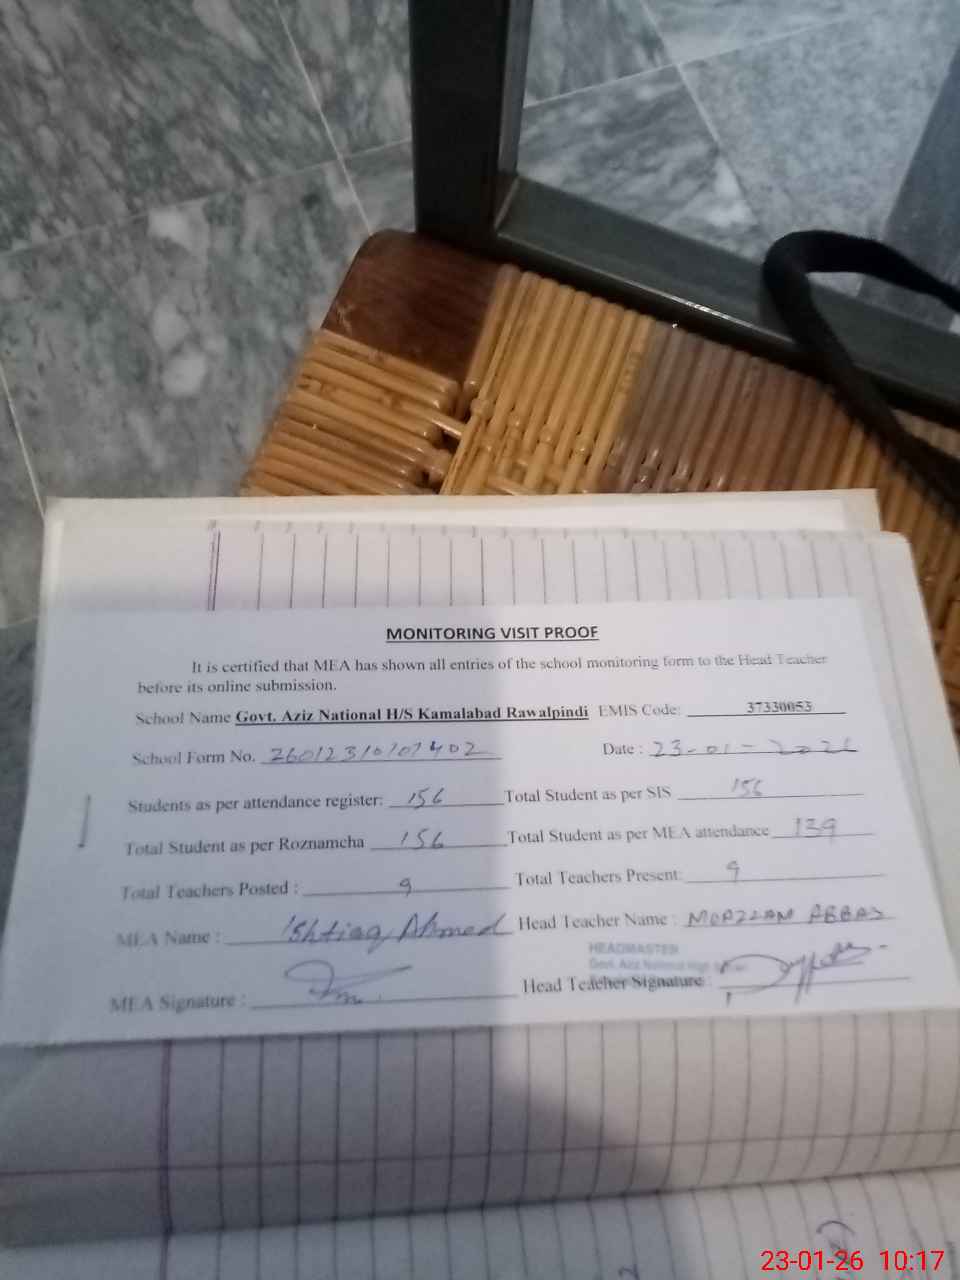 MONITORING VISIT PROOF
It is certified that MEA has shown all entries of the school monitoring form to the Head Teacher
before its online submission.
School Name Govt. Aziz National H/S Kamalabad Rawalpindi EMIS Code: 37330053
School Form No. Date : 23-01-2026
Students as per attendance register: 156 Total Student as per SIS 156
Total Student as per Roznamcha 156 Total Student as per MEA attendance 139
Total Teachers Posted : 9 Total Teachers Present: 9
MEA Name : Ishtiaq Ahmed Head Teacher Name : MOAZZAM ABBAS
HEADMASTER
Govt. Aziz National High
MEA Signature : Head Teacher Signature :
23-01-26 10:17